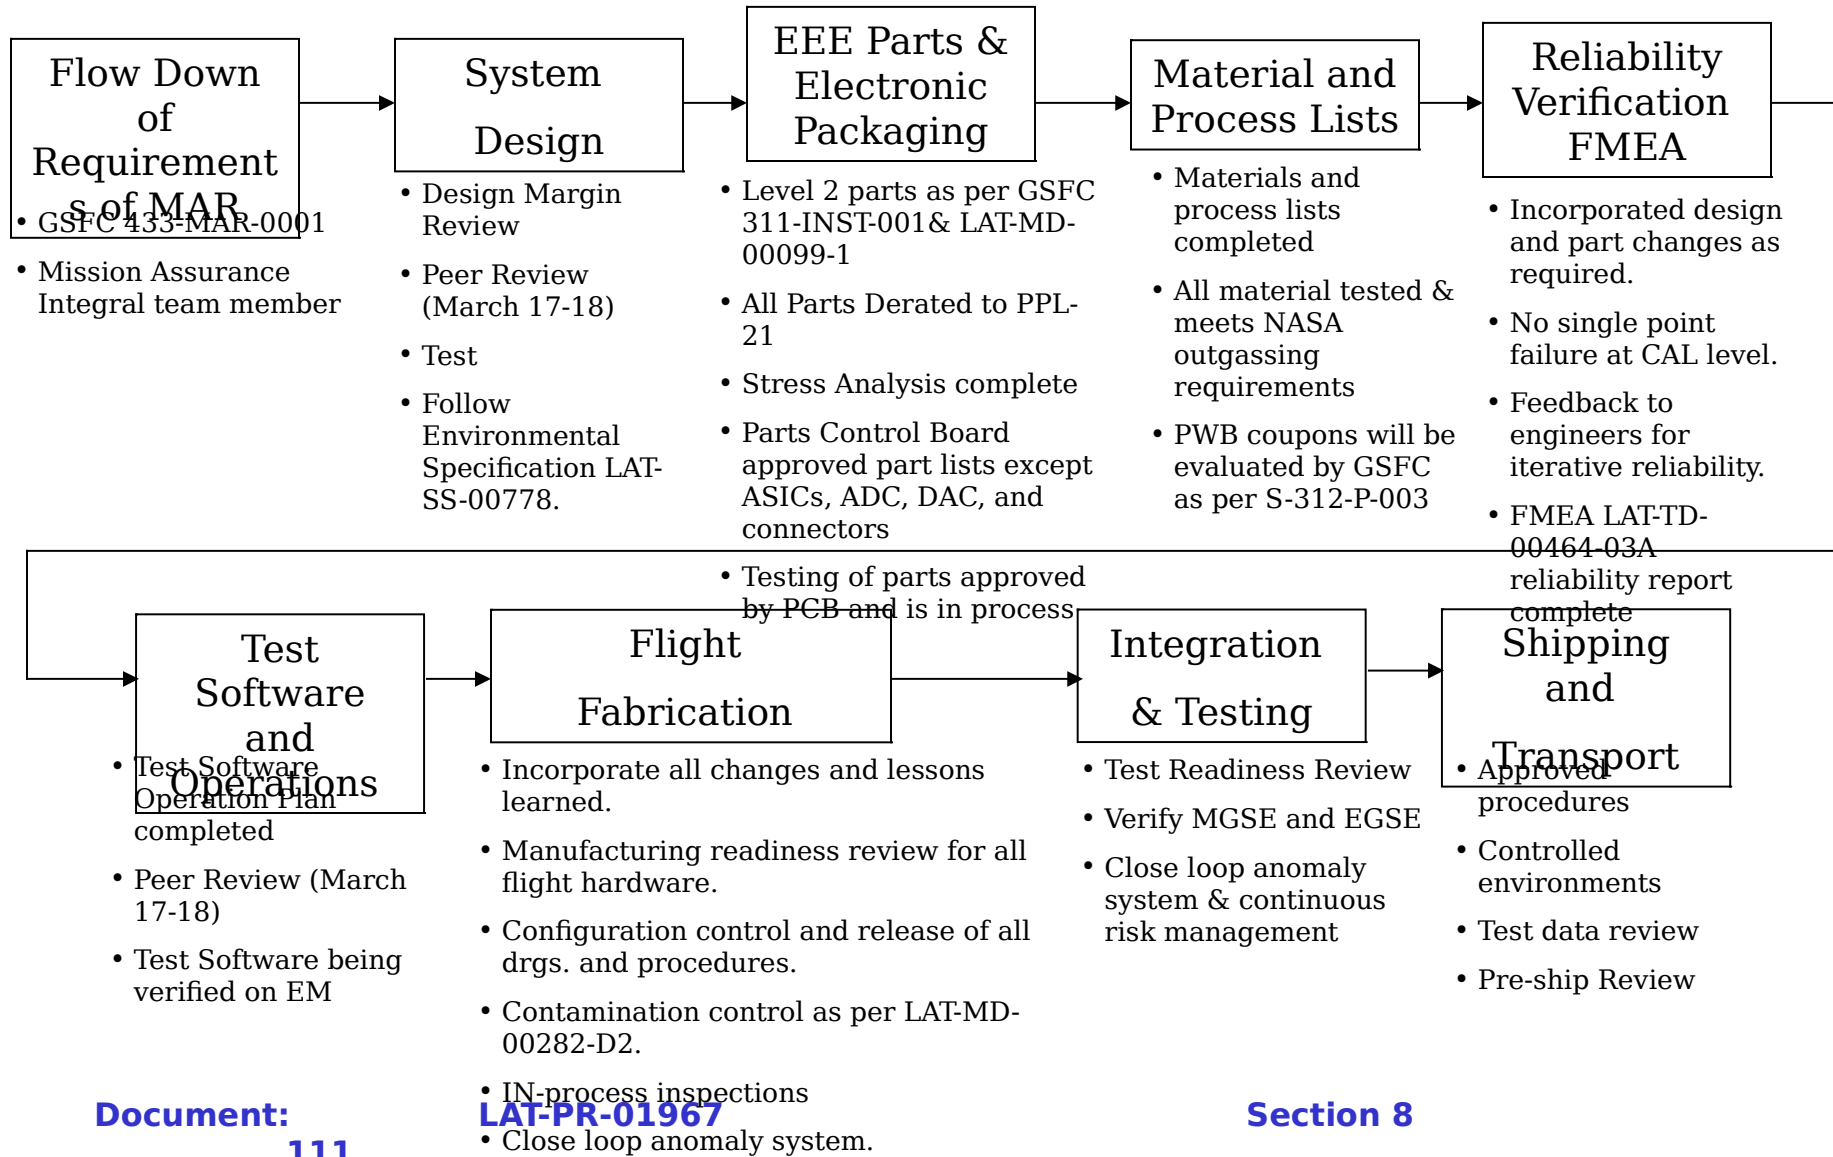 Flow Down
of
Requirement
s of MAR
• GSFC 433-MAR-0001
• Mission Assurance
Integral team member
System
Design
• Design Margin
Review
• Peer Review
(March 17-18)
• Test
• Follow
Environmental
Specification LAT-
SS-00778.
EEE Parts &
Electronic
Packaging
• Level 2 parts as per GSFC
311-INST-001& LAT-MD-
00099-1
• All Parts Derated to PPL-
21
• Stress Analysis complete
• Parts Control Board
approved part lists except
ASICs, ADC, DAC, and
connectors
• Testing of parts approved
by PCB and is in process
Material and
Process Lists
• Materials and
process lists
completed
• All material tested &
meets NASA
outgassing
requirements
• PWB coupons will be
evaluated by GSFC
as per S-312-P-003
Reliability
Verification
FMEA
• Incorporated design
and part changes as
required.
• No single point
failure at CAL level.
• Feedback to
engineers for
iterative reliability.
• FMEA LAT-TD-
00464-03A
reliability report
complete
Test
Software
and
Operations
• Test Software
Operation Plan
completed
• Peer Review (March
17-18)
• Test Software being
verified on EM
Flight
Fabrication
• Incorporate all changes and lessons
learned.
• Manufacturing readiness review for all
flight hardware.
• Configuration control and release of all
drgs. and procedures.
• Contamination control as per LAT-MD-
00282-D2.
• IN-process inspections
• Close loop anomaly system.
Integration
& Testing
• Test Readiness Review
• Verify MGSE and EGSE
• Close loop anomaly
system & continuous
risk management
Shipping
and
Transport
• Approved
procedures
• Controlled
environments
• Test data review
• Pre-ship Review
Document: LAT-PR-01967 Section 8
111